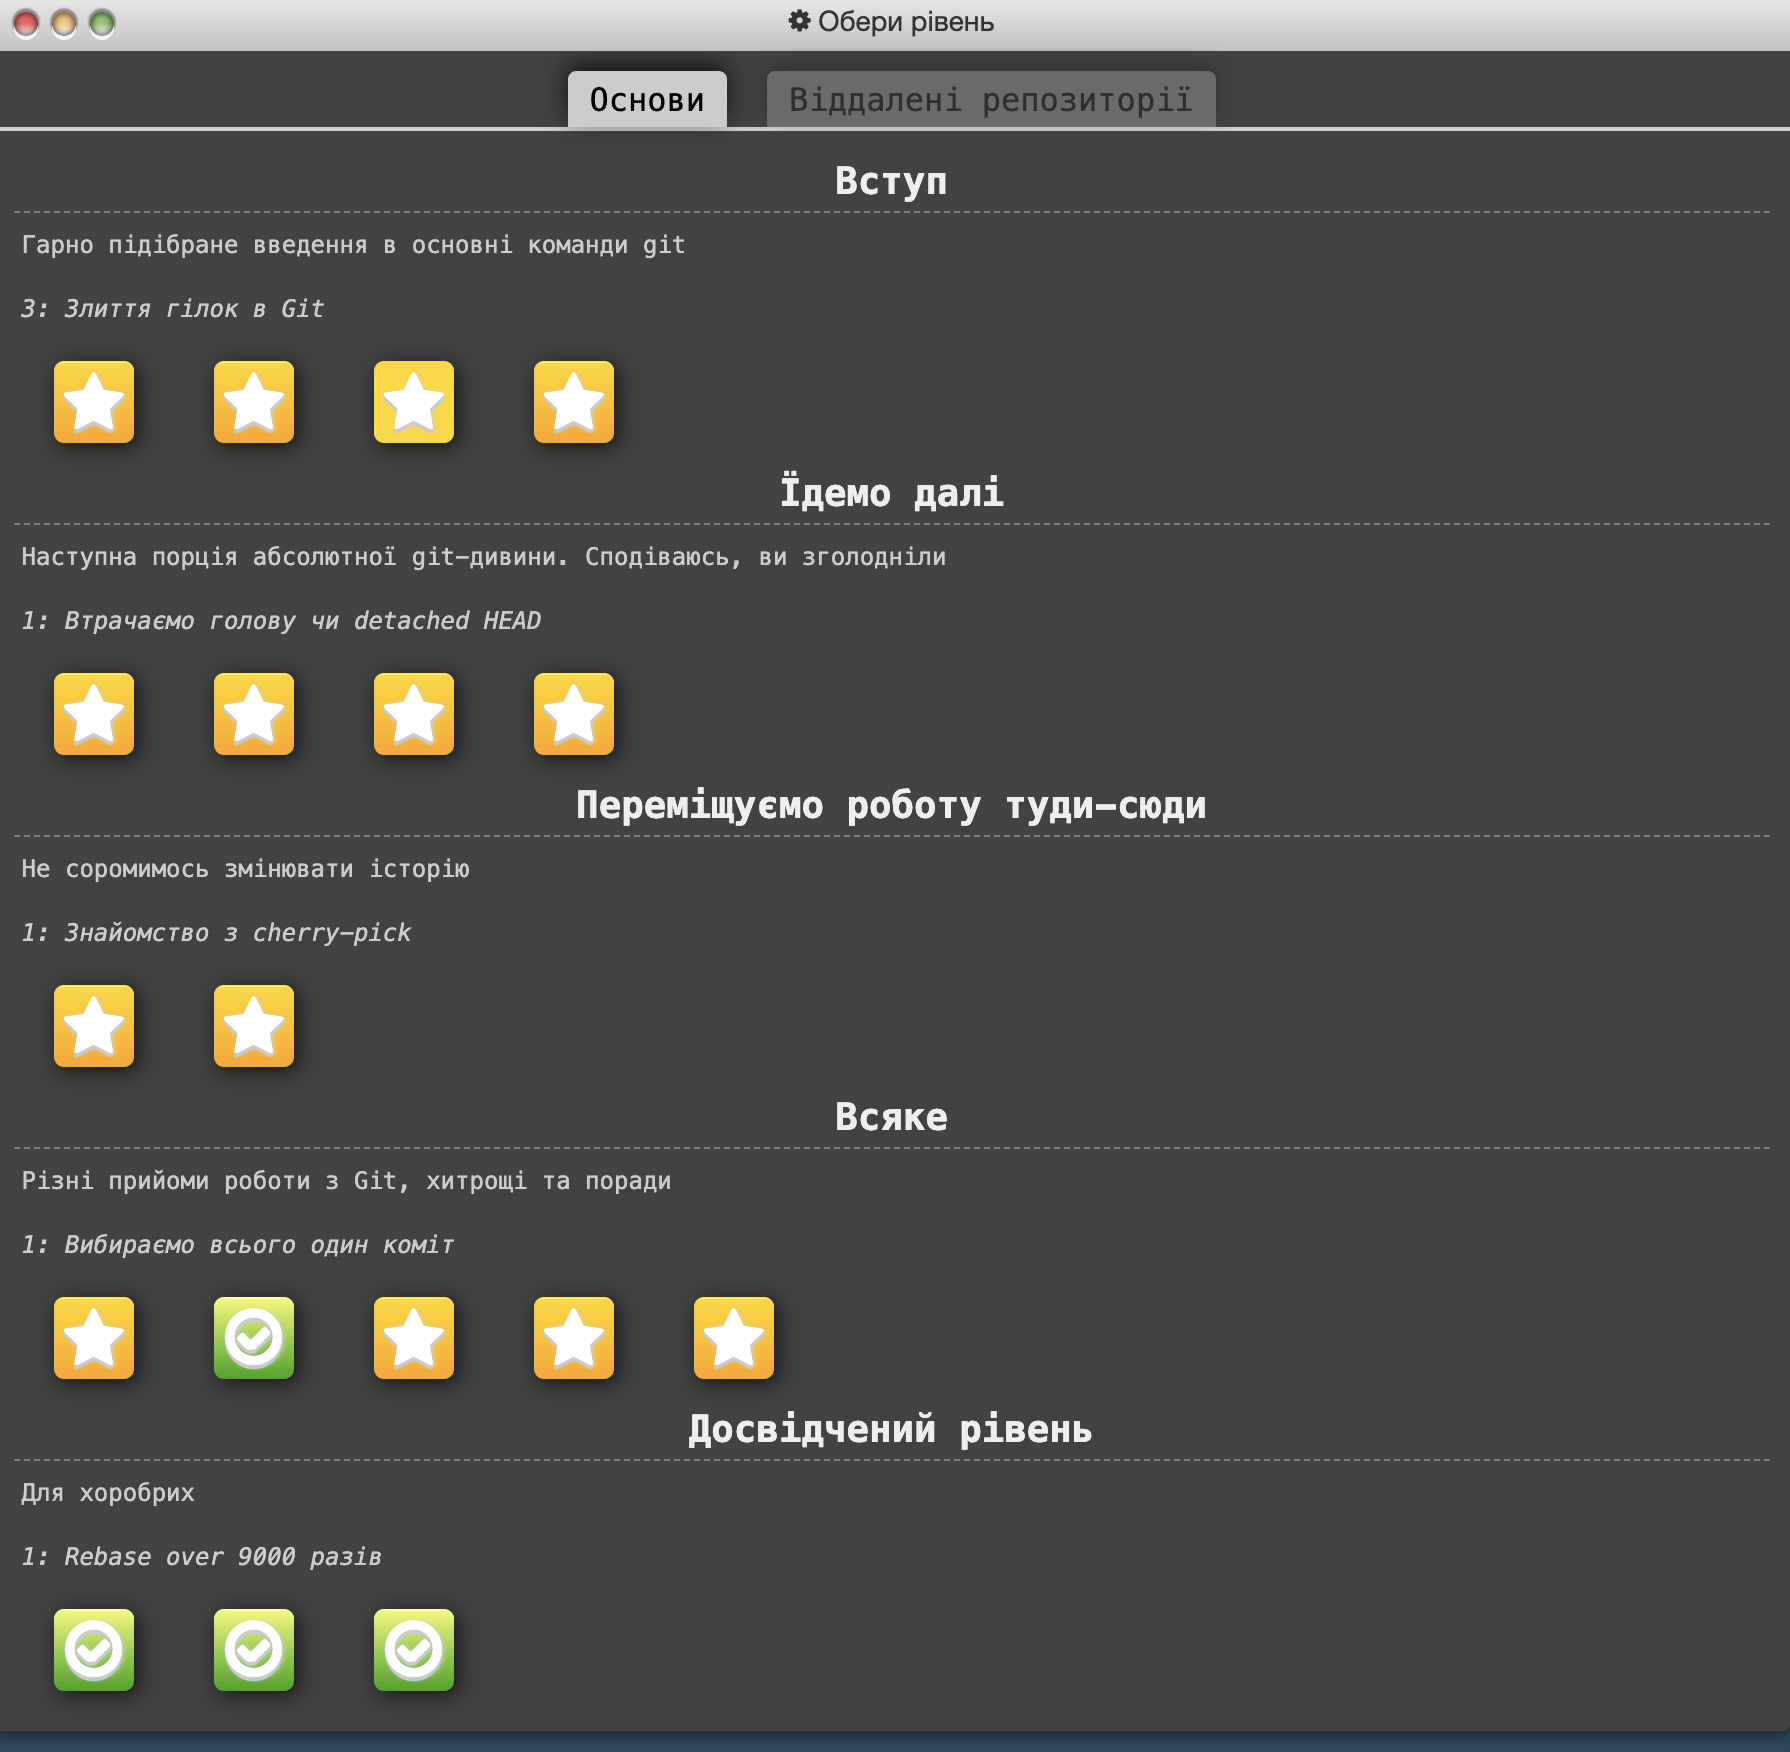 Обери рівень
Основи
Віддалені репозиторії
Вступ
Гарно підібране введення в основні команди git
3: Злиття гілок в Git
Їдемо далі
Наступна порція абсолютної git-дивини. Сподіваюсь, ви зголодніли
1: Втрачаємо голову чи detached HEAD
Переміщуємо роботу туди-сюди
Не соромимось змінювати історію
1: Знайомство з cherry-pick
Всяке
Різні прийоми роботи з Git, хитрощі та поради
1: Вибираємо всього один коміт
Досвідчений рівень
Для хоробрих
1: Rebase over 9000 разів